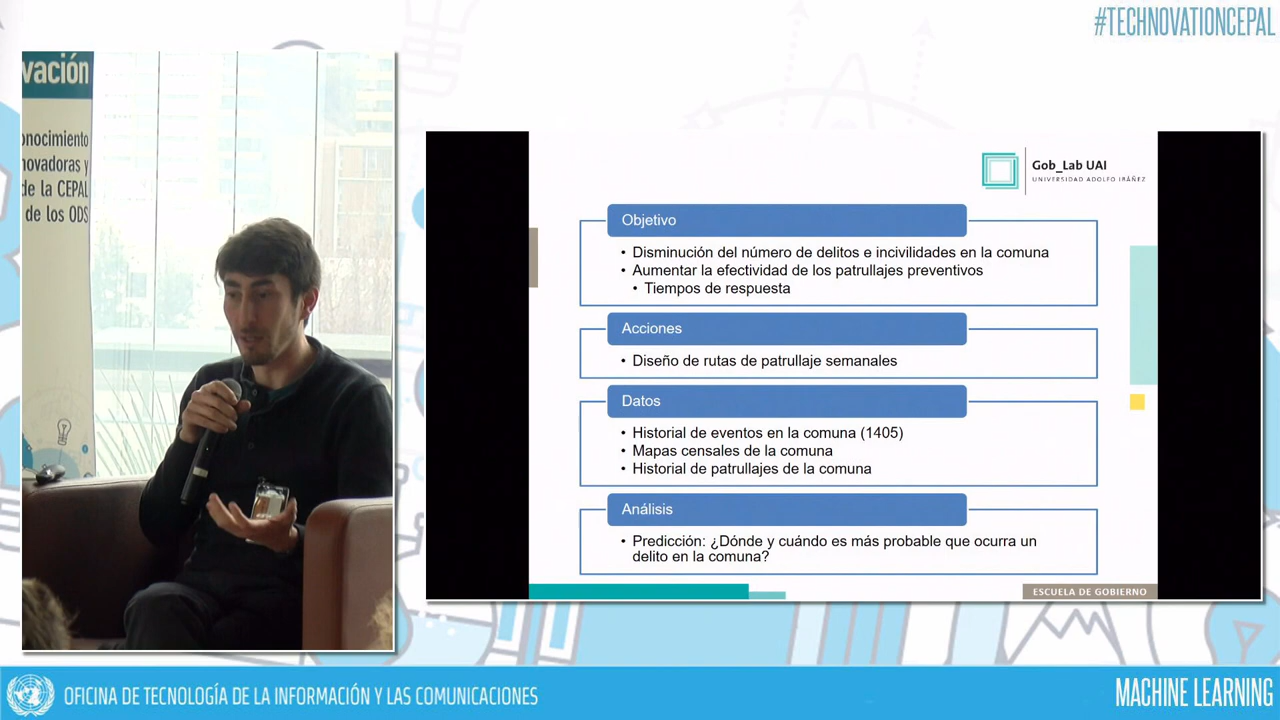 #TECHNOVATIONCEPAL
vación
onocimiento
novadoras y
de la CEPAL
de los ODS
Gob_Lab UAI
UNIVERSIDAD ADOLFO IBÁÑEZ
Objetivo
• Disminución del número de delitos e incivilidades en la comuna
• Aumentar la efectividad de los patrullajes preventivos
• Tiempos de respuesta
Acciones
• Diseño de rutas de patrullaje semanales
Datos
• Historial de eventos en la comuna (1405)
• Mapas censales de la comuna
• Historial de patrullajes de la comuna
Análisis
• Predicción: ¿Dónde y cuándo es más probable que ocurra un
delito en la comuna?
ESCUELA DE GOBIERNO
OFICINA DE TECNOLOGÍA DE LA INFORMACIÓN Y LAS COMUNICACIONES
MACHINE LEARNING